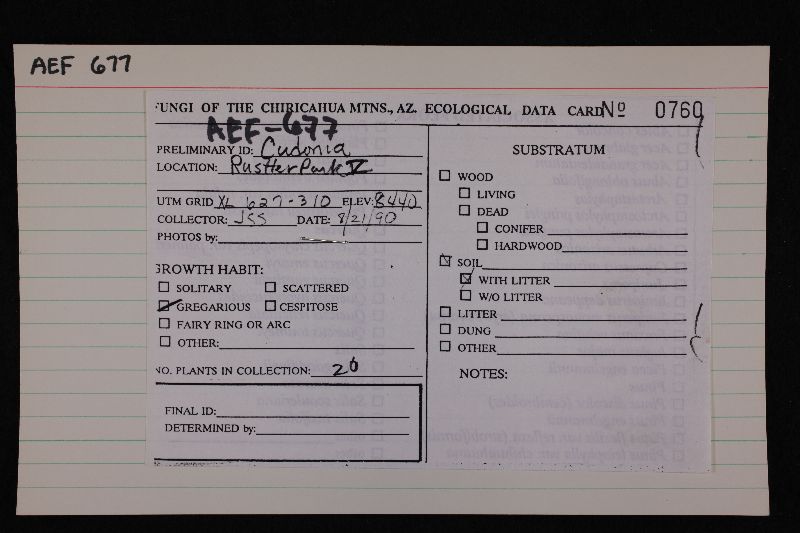 AEF 677
FUNGI OF THE CHIRICAHUA MTNS., AZ. ECOLOGICAL DATA CARD Nº 0760
AEF-677
PRELIMINARY ID: Cudonia
LOCATION: Rustler Park V
UTM GRID XL 627-310 ELEV: 8440
COLLECTOR: JSS DATE: 8/21/90
PHOTOS by:
GROWTH HABIT:
☐ SOLITARY ☐ SCATTERED
☑ GREGARIOUS ☐ CESPITOSE
☐ FAIRY RING OR ARC
☐ OTHER:
NO. PLANTS IN COLLECTION: 26
FINAL ID:
DETERMINED by:
SUBSTRATUM
☐ WOOD
☐ LIVING
☐ DEAD
☐ CONIFER
☐ HARDWOOD
☒ SOIL
☒ WITH LITTER
☐ W/O LITTER
☐ LITTER
☐ DUNG
☐ OTHER
NOTES: